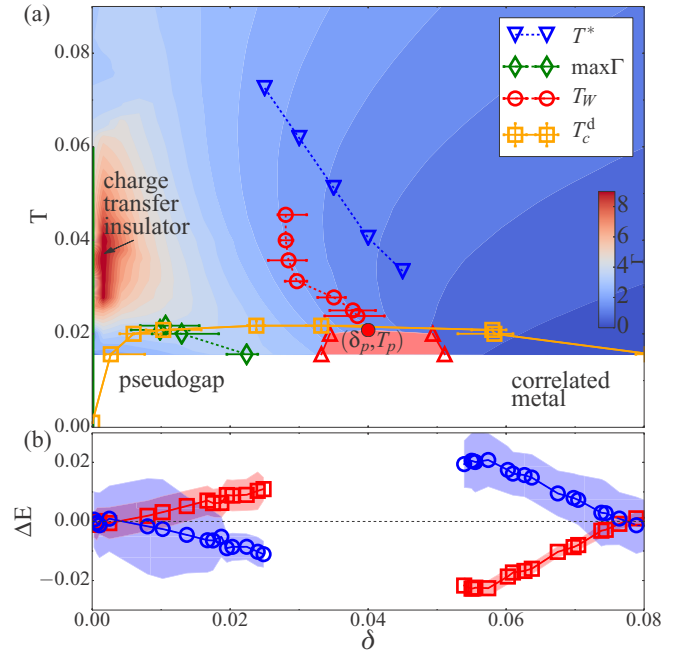 (a)
T*
maxΓ
T_W
T_c^d
0.08
0.06
0.04
0.02
0.00
T
charge
transfer
insulator
8
6
4
2
0
Γ
(δ_p,T_p)
pseudogap
correlated
metal
(b)
0.02
0.00
−0.02
ΔE
0.00
0.02
0.04
0.06
0.08
δ